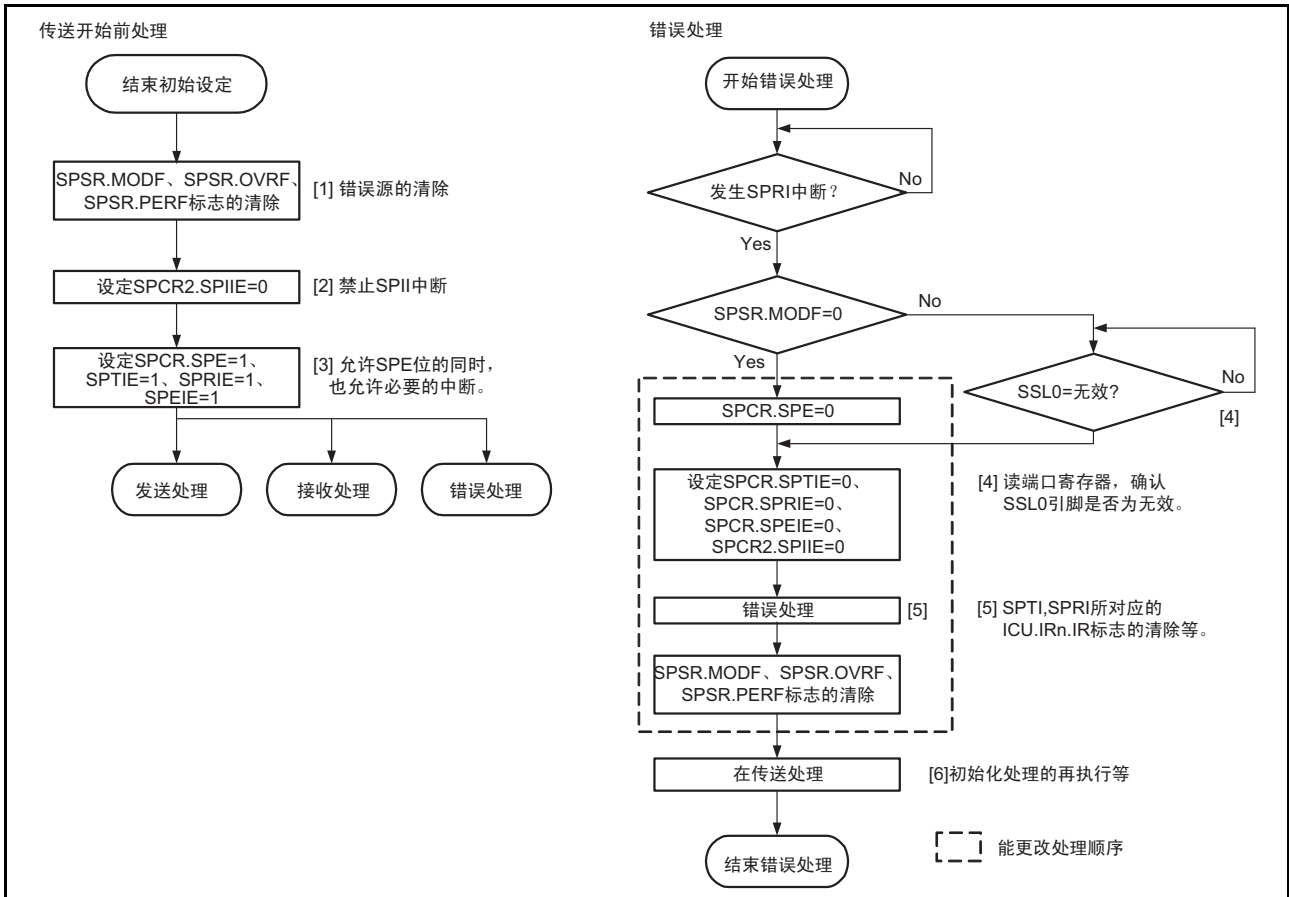 传送开始前处理
结束初始设定
SPSR.MODF、SPSR.OVRF、
SPSR.PERF标志的清除
[1] 错误源的清除
设定SPCR2.SPIIE=0
[2] 禁止SPII中断
设定SPCR.SPE=1、
SPTIE=1、SPRIE=1、
SPEIE=1
[3] 允许SPE位的同时，
也允许必要的中断。
发送处理
接收处理
错误处理
错误处理
开始错误处理
发生SPRI中断？
No
Yes
SPSR.MODF=0
No
Yes
SSL0=无效?
No
[4]
SPCR.SPE=0
设定SPCR.SPTIE=0、
SPCR.SPRIE=0、
SPCR.SPEIE=0、
SPCR2.SPIIE=0
[4] 读端口寄存器，确认
SSL0引脚是否为无效。
错误处理
[5]
[5] SPTI,SPRI所对应的
ICU.IRn.IR标志的清除等。
SPSR.MODF、SPSR.OVRF、
SPSR.PERF标志的清除
在传送处理
[6]初始化处理的再执行等
结束错误处理
能更改处理顺序